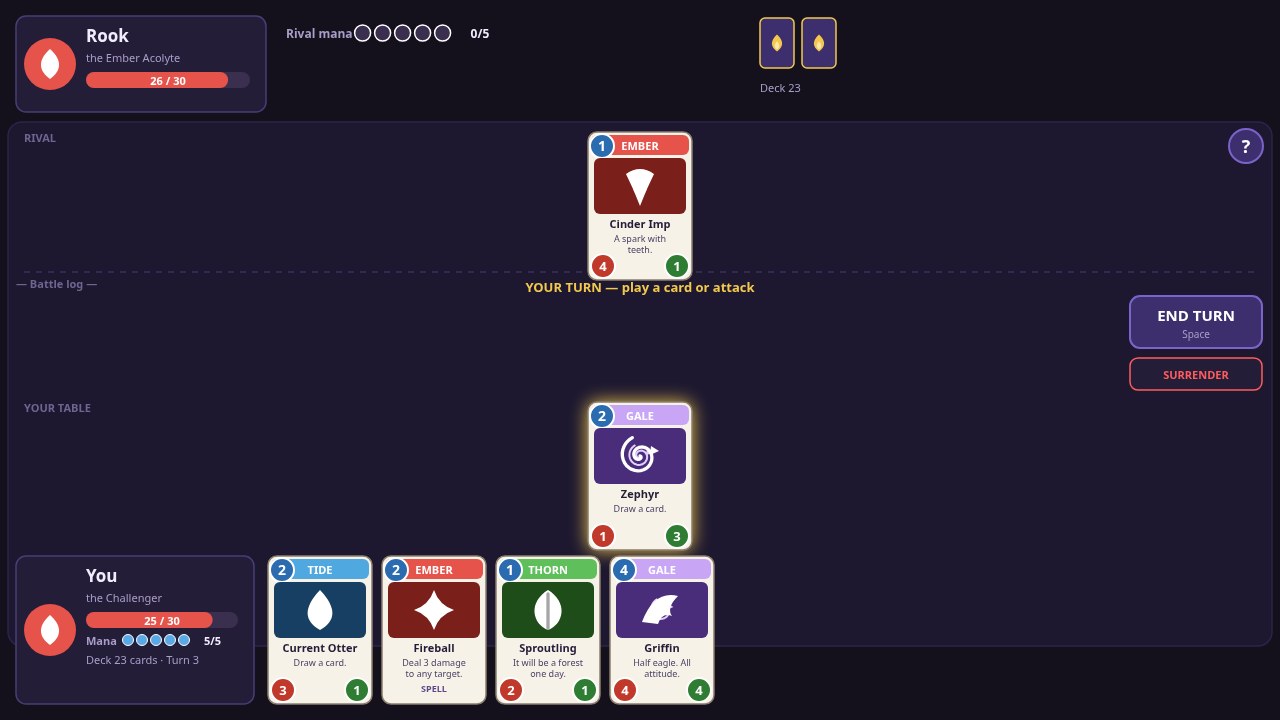 Rook
the Ember Acolyte
26 / 30
Rival mana
0/5
Deck 23
RIVAL
?
1
EMBER
Cinder Imp
A spark with
teeth.
4
1
— Battle log —
YOUR TURN — play a card or attack
END TURN
Space
SURRENDER
YOUR TABLE
2
GALE
Zephyr
Draw a card.
1
3
You
the Challenger
25 / 30
Mana
5/5
Deck 23 cards · Turn 3
2
TIDE
Current Otter
Draw a card.
3
1
2
EMBER
Fireball
Deal 3 damage
to any target.
SPELL
1
THORN
Sproutling
It will be a forest
one day.
2
1
4
GALE
Griffin
Half eagle. All
attitude.
4
4